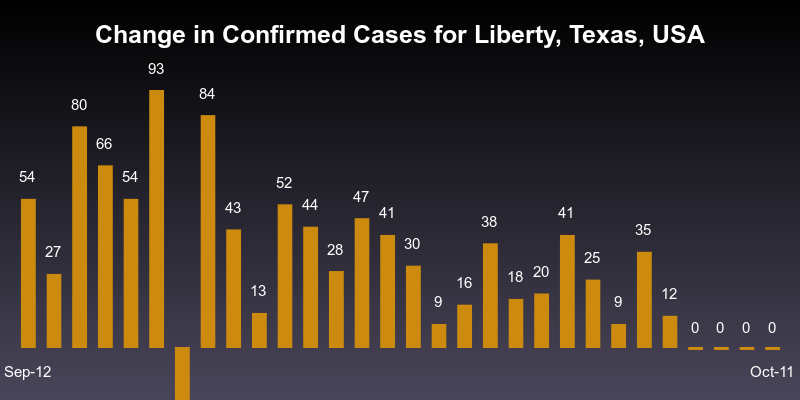 Change in Confirmed Cases for Liberty, Texas, USA
54 27 80 66 54 93 84 43 13 52 44 28 47 41 30 9 16 38 18 20 41 25 9 35 12 0 0 0 0
Sep-12 Oct-11